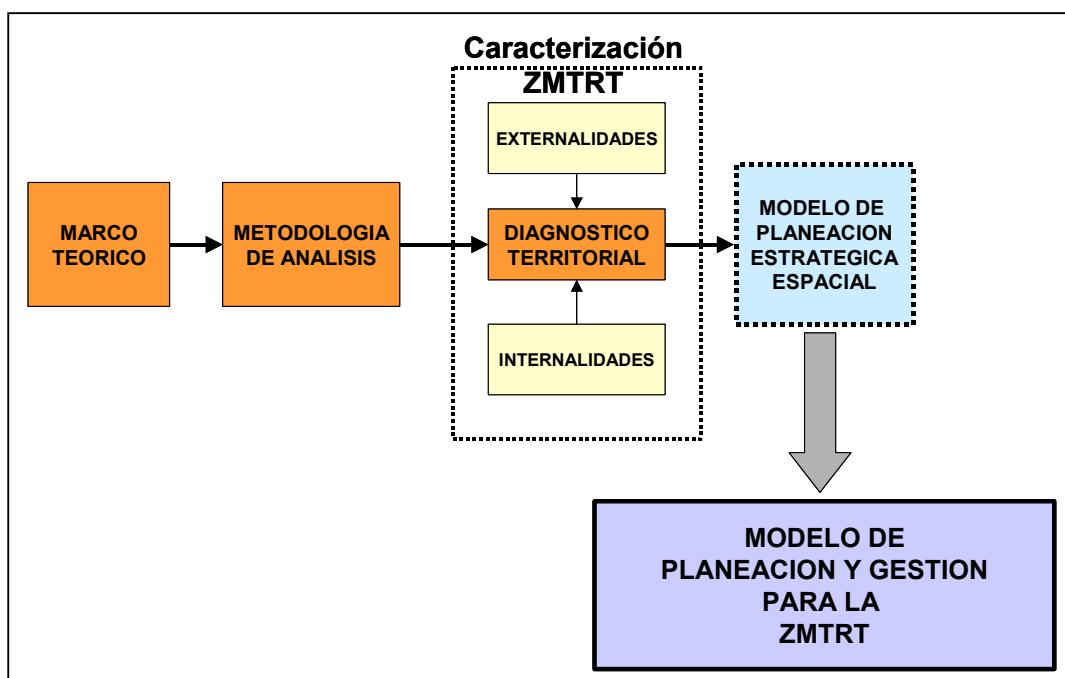 Caracterización
ZMTRT
EXTERNALIDADES
MARCO
TEORICO
METODOLOGIA
DE ANALISIS
DIAGNOSTICO
TERRITORIAL
INTERNALIDADES
MODELO DE
PLANEACION
ESTRATEGICA
ESPACIAL
MODELO DE
PLANEACION Y GESTION
PARA LA
ZMTRT